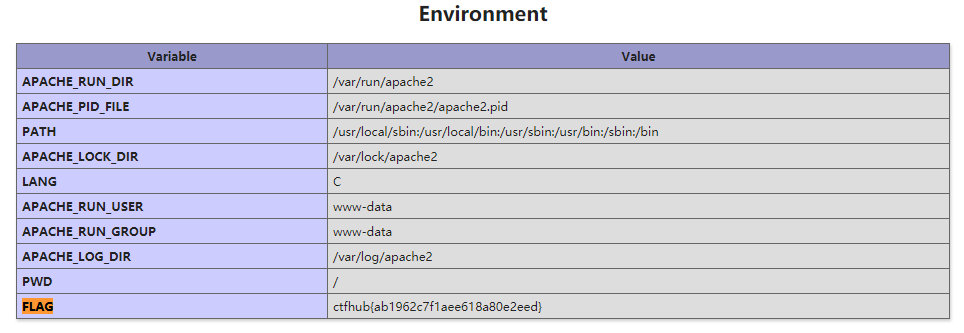 Environment
Variable Value
APACHE_RUN_DIR /var/run/apache2
APACHE_PID_FILE /var/run/apache2/apache2.pid
PATH /usr/local/sbin:/usr/local/bin:/usr/sbin:/usr/bin:/sbin:/bin
APACHE_LOCK_DIR /var/lock/apache2
LANG C
APACHE_RUN_USER www-data
APACHE_RUN_GROUP www-data
APACHE_LOG_DIR /var/log/apache2
PWD /
FLAG ctfhub{ab1962c7f1aee618a80e2eed}